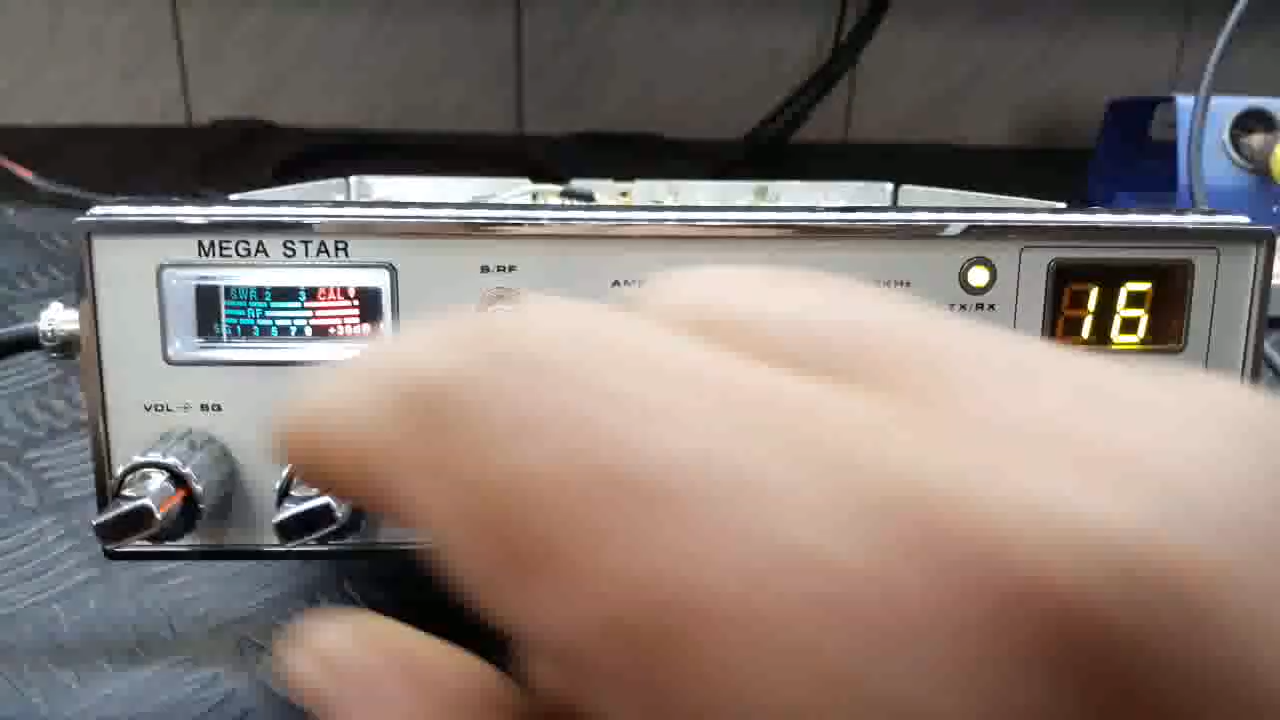 MEGA STAR
S/RF
TX/RX
16
SWR 2 3 CAL
RF
1 3 5 7 9 +30dB
VOL SQ